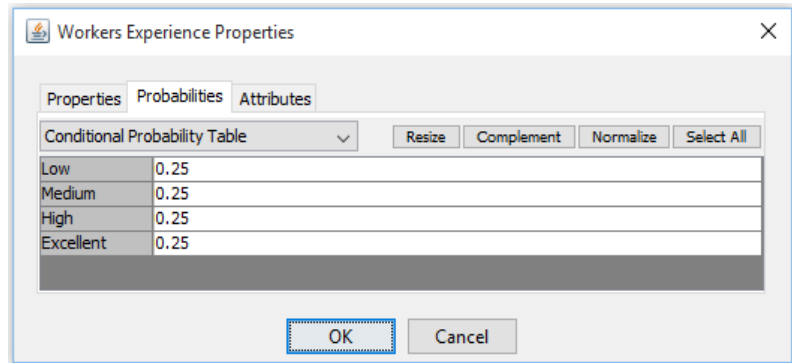 Workers Experience Properties
Properties Probabilities Attributes
Conditional Probability Table Resize Complement Normalize Select All
Low 0.25
Medium 0.25
High 0.25
Excellent 0.25
OK Cancel